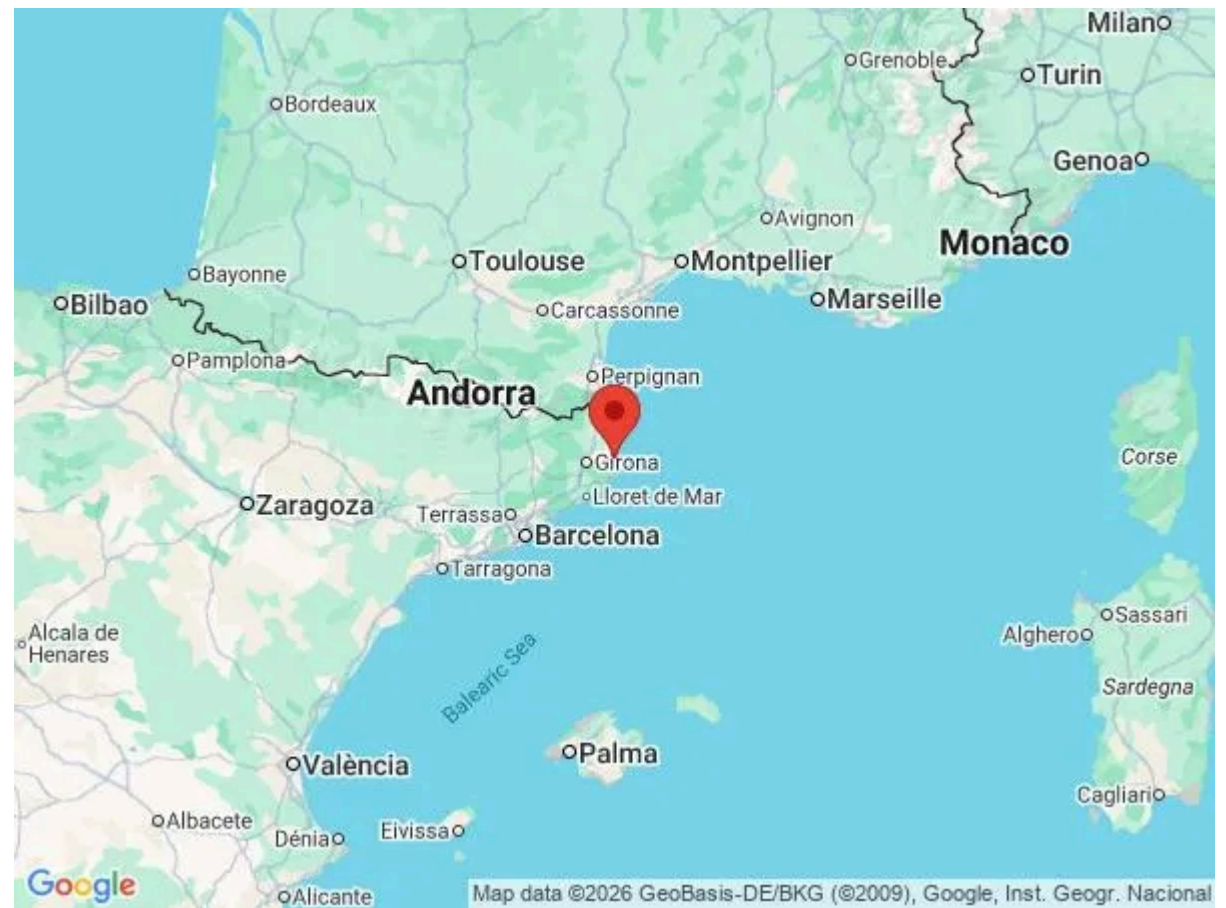 Milan
Grenoble
Turin
Bordeaux
Genoa
Avignon
Monaco
Toulouse
Montpellier
Bayonne
Marseille
Bilbao
Carcassonne
Pamplona
Perpignan
Andorra
Corse
Girona
Lloret de Mar
Zaragoza
Terrassa
Barcelona
Tarragona
Sassari
Alghero
Alcala de
Henares
Balearic Sea
Sardegna
Palma
València
Cagliari
Albacete
Eivissa
Dénia
Google
Alicante
Map data ©2026 GeoBasis-DE/BKG (©2009), Google, Inst. Geogr. Nacional